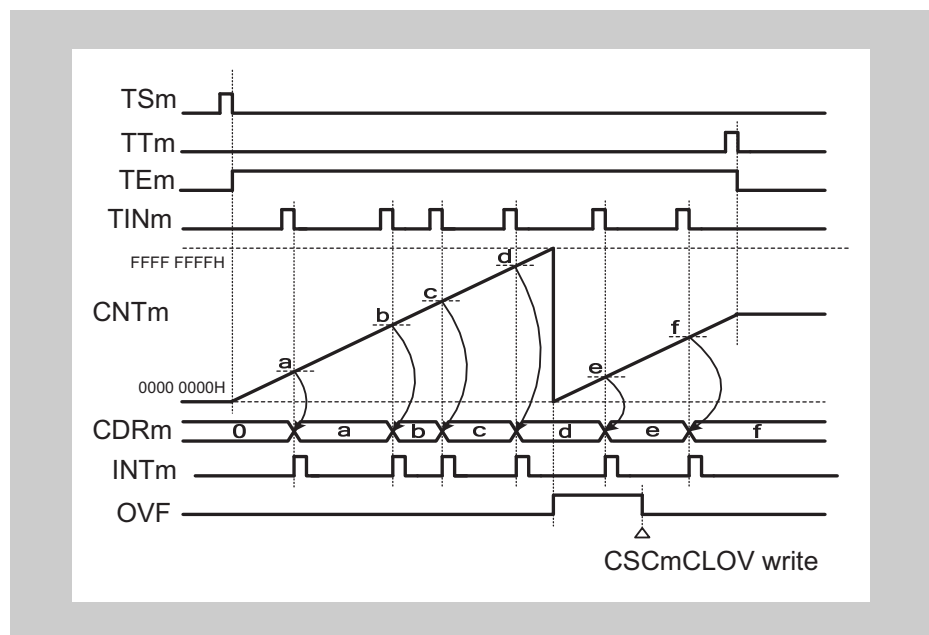 TSm
TTm
TEm
TINm
FFFF FFFFH
d
c
b
f
CNTm
a
e
0000 0000H
CDRm 0 a b c d e f
INTm
OVF
CSCmCLOV write